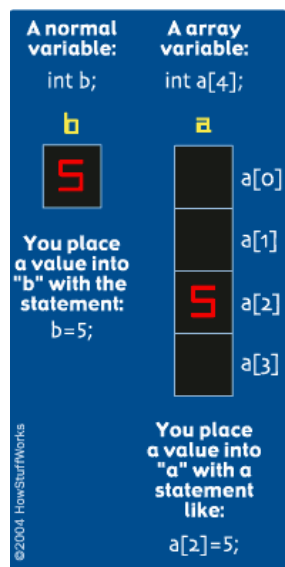 A normal
variable:
int b;
b
5
You place
a value into
"b" with the
statement:
b=5;
A array
variable:
int a[4];
a
a[0]
a[1]
5
a[2]
a[3]
You place
a value into
"a" with a
statement
like:
a[2]=5;
©2004 HowStuffWorks